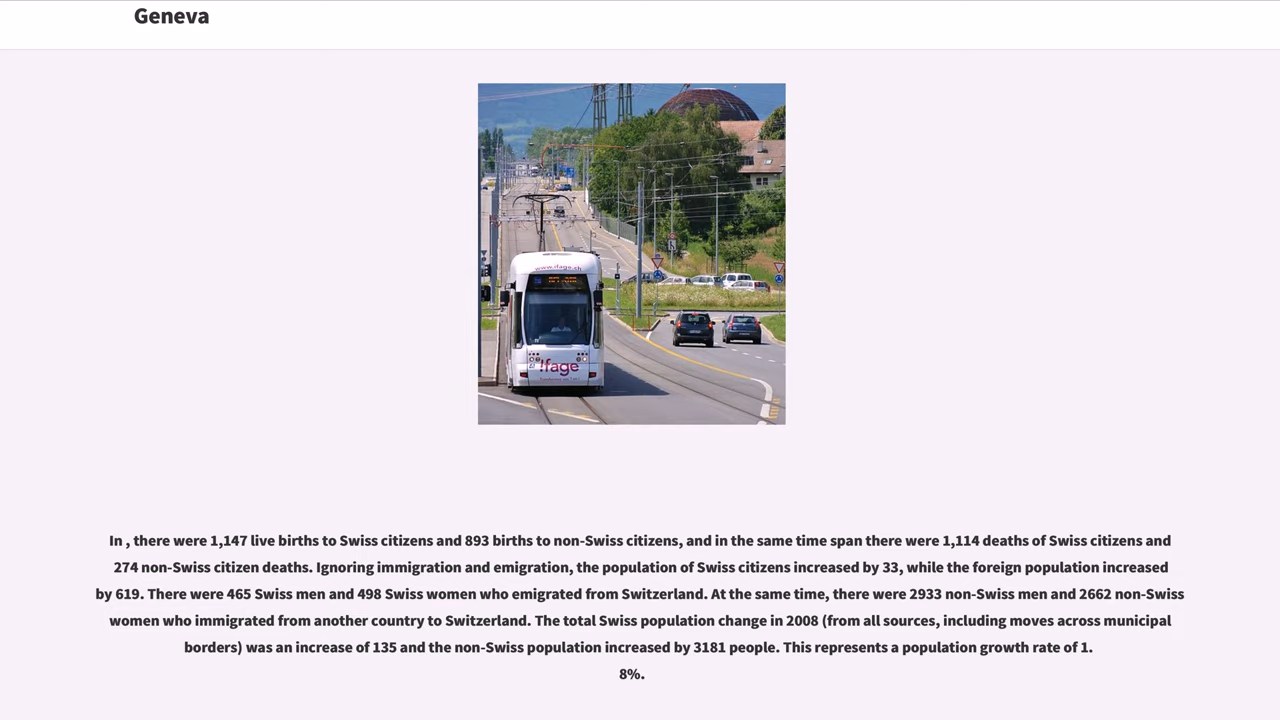 Geneva
www.ifage.ch
ifage
In , there were 1,147 live births to Swiss citizens and 893 births to non-Swiss citizens, and in the same time span there were 1,114 deaths of Swiss citizens and
274 non-Swiss citizen deaths. Ignoring immigration and emigration, the population of Swiss citizens increased by 33, while the foreign population increased
by 619. There were 465 Swiss men and 498 Swiss women who emigrated from Switzerland. At the same time, there were 2933 non-Swiss men and 2662 non-Swiss
women who immigrated from another country to Switzerland. The total Swiss population change in 2008 (from all sources, including moves across municipal
borders) was an increase of 135 and the non-Swiss population increased by 3181 people. This represents a population growth rate of 1.
8%.